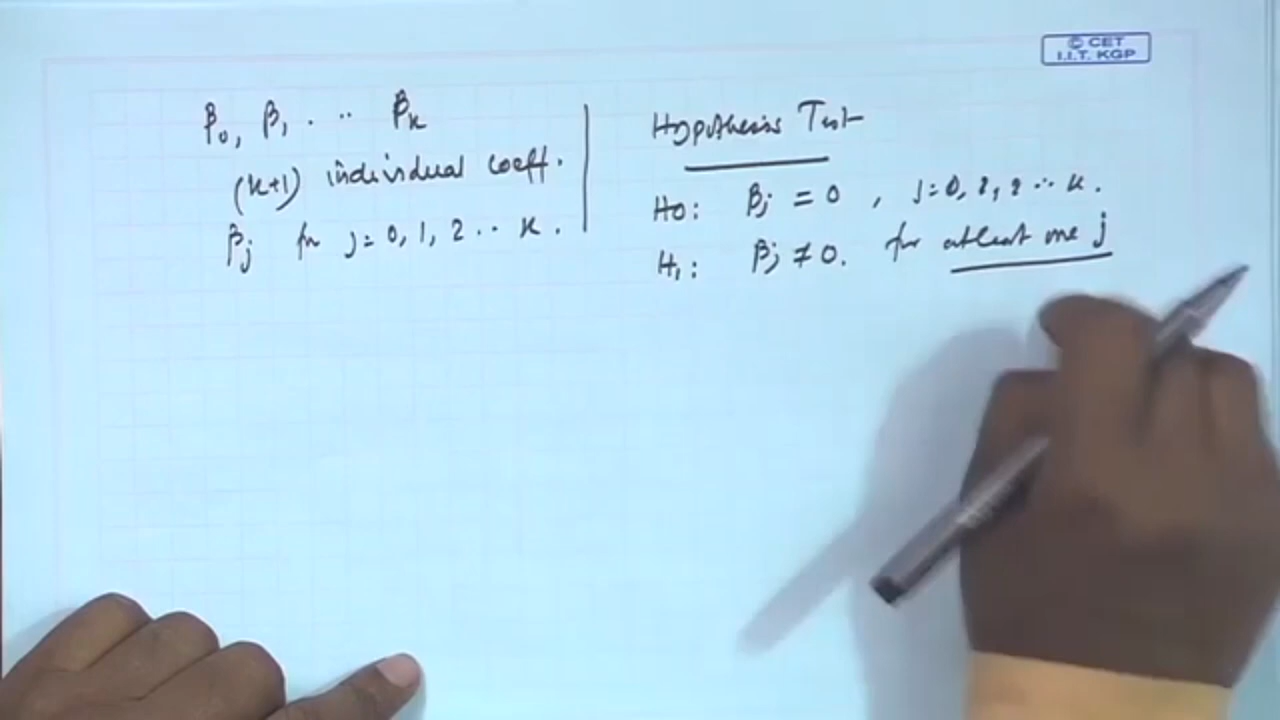 © CET
I.I.T. KGP
β₀, β₁ . .. βₖ
(k+1) individual coeff.
βⱼ for j = 0, 1, 2 .. k .
Hypothesis Test
H0: βⱼ = 0 , j = 0, 1, 2 .. k .
H₁: βⱼ ≠ 0. for atleast one j